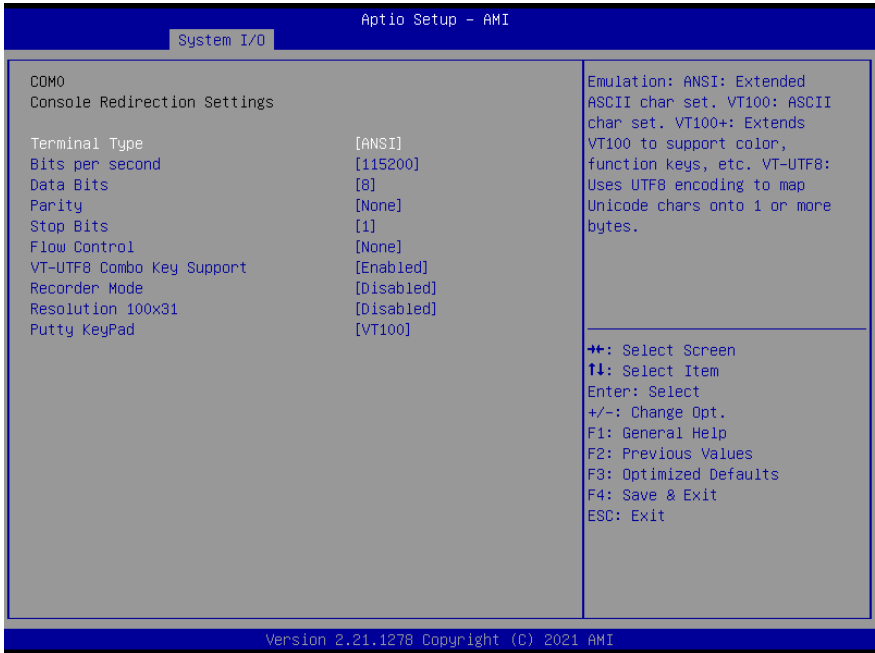 Aptio Setup – AMI
System I/O
COM0
Console Redirection Settings
Terminal Type [ANSI]
Bits per second [115200]
Data Bits [8]
Parity [None]
Stop Bits [1]
Flow Control [None]
VT-UTF8 Combo Key Support [Enabled]
Recorder Mode [Disabled]
Resolution 100x31 [Disabled]
Putty KeyPad [VT100]
Emulation: ANSI: Extended
ASCII char set. VT100: ASCII
char set. VT100+: Extends
VT100 to support color,
function keys, etc. VT-UTF8:
Uses UTF8 encoding to map
Unicode chars onto 1 or more
bytes.
→←: Select Screen
↑↓: Select Item
Enter: Select
+/-: Change Opt.
F1: General Help
F2: Previous Values
F3: Optimized Defaults
F4: Save & Exit
ESC: Exit
Version 2.21.1278 Copyright (C) 2021 AMI